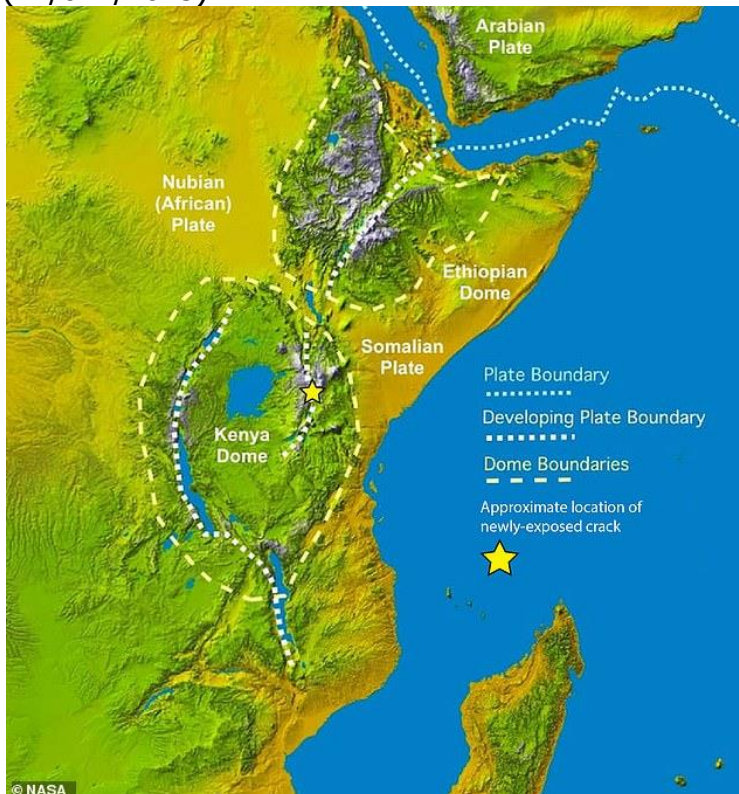 Arabian
Plate
Nubian
(African)
Plate
Ethiopian
Dome
Somalian
Plate
Plate Boundary
Developing Plate Boundary
Kenya
Dome
Dome Boundaries
Approximate location of
newly-exposed crack
© NASA